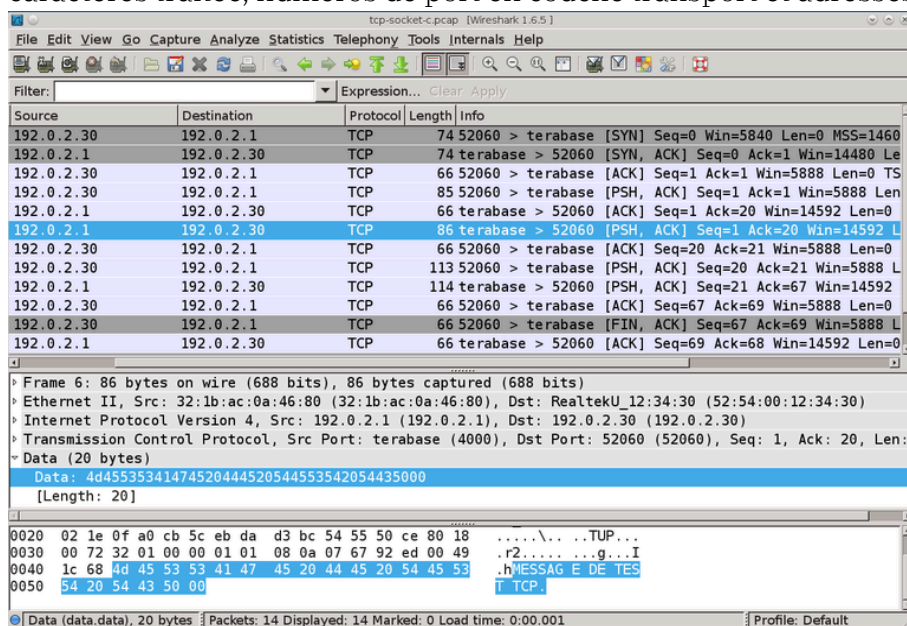 caractères transc, numéros de port en couche transport et adresses
tcp-socket-c.pcap [Wireshark 1.6.5]
File Edit View Go Capture Analyze Statistics Telephony Tools Internals Help
Filter: Expression... Clear Apply
Source Destination Protocol Length Info
192.0.2.30 192.0.2.1 TCP 74 52060 > terabase [SYN] Seq=0 Win=5840 Len=0 MSS=1460
192.0.2.1 192.0.2.30 TCP 74 terabase > 52060 [SYN, ACK] Seq=0 Ack=1 Win=14480 Le
192.0.2.30 192.0.2.1 TCP 66 52060 > terabase [ACK] Seq=1 Ack=1 Win=5888 Len=0 TS
192.0.2.30 192.0.2.1 TCP 85 52060 > terabase [PSH, ACK] Seq=1 Ack=1 Win=5888 Len
192.0.2.1 192.0.2.30 TCP 66 terabase > 52060 [ACK] Seq=1 Ack=20 Win=14592 Len=0
192.0.2.1 192.0.2.30 TCP 86 terabase > 52060 [PSH, ACK] Seq=1 Ack=20 Win=14592 L
192.0.2.30 192.0.2.1 TCP 66 52060 > terabase [ACK] Seq=20 Ack=21 Win=5888 Len=0
192.0.2.30 192.0.2.1 TCP 113 52060 > terabase [PSH, ACK] Seq=20 Ack=21 Win=5888 L
192.0.2.1 192.0.2.30 TCP 114 terabase > 52060 [PSH, ACK] Seq=21 Ack=67 Win=14592
192.0.2.30 192.0.2.1 TCP 66 52060 > terabase [ACK] Seq=67 Ack=69 Win=5888 Len=0
192.0.2.30 192.0.2.1 TCP 66 52060 > terabase [FIN, ACK] Seq=67 Ack=69 Win=5888 L
192.0.2.1 192.0.2.30 TCP 66 terabase > 52060 [ACK] Seq=69 Ack=68 Win=14592 Len=0
Frame 6: 86 bytes on wire (688 bits), 86 bytes captured (688 bits)
Ethernet II, Src: 32:1b:ac:0a:46:80 (32:1b:ac:0a:46:80), Dst: RealtekU_12:34:30 (52:54:00:12:34:30)
Internet Protocol Version 4, Src: 192.0.2.1 (192.0.2.1), Dst: 192.0.2.30 (192.0.2.30)
Transmission Control Protocol, Src Port: terabase (4000), Dst Port: 52060 (52060), Seq: 1, Ack: 20, Len:
Data (20 bytes)
Data: 4d45535341474520444520544553542054435000
[Length: 20]
0020 02 1e 0f a0 cb 5c eb da d3 bc 54 55 50 ce 80 18 .....\.. ..TUP...
0030 00 72 32 01 00 00 01 01 08 0a 07 67 92 ed 00 49 .r2..... ...g...I
0040 1c 68 4d 45 53 53 41 47 45 20 44 45 20 54 45 53 .hMESSAG E DE TES
0050 54 20 54 43 50 00 T TCP.
Data (data.data), 20 bytes Packets: 14 Displayed: 14 Marked: 0 Load time: 0:00.001 Profile: Default